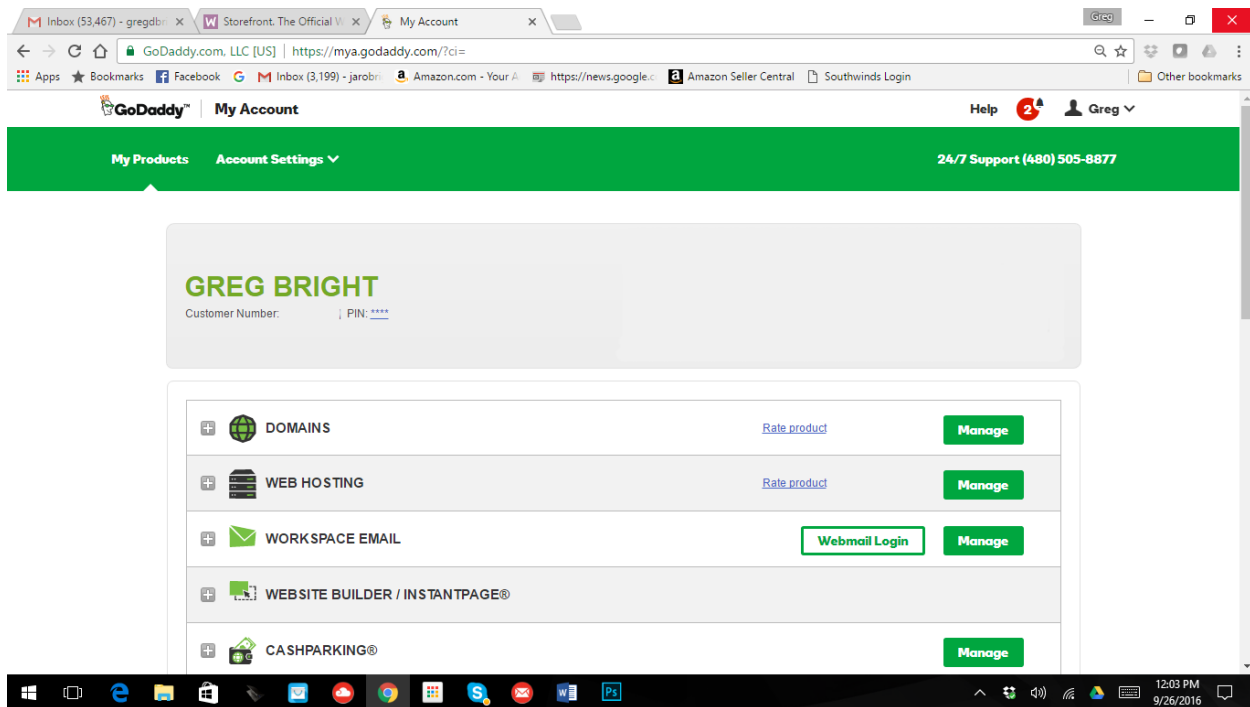 Inbox (53,467) - gregdbri
Storefront. The Official W
My Account
Greg
GoDaddy.com, LLC [US] | https://mya.godaddy.com/?ci=
Apps Bookmarks Facebook Inbox (3,199) - jarobri Amazon.com - Your A https://news.google.c Amazon Seller Central Southwinds Login Other bookmarks
GoDaddy™ My Account Help 2 Greg
My Products Account Settings 24/7 Support (480) 505-8877
GREG BRIGHT
Customer Number: | PIN: ****
DOMAINS Rate product Manage
WEB HOSTING Rate product Manage
WORKSPACE EMAIL Webmail Login Manage
WEBSITE BUILDER / INSTANTPAGE®
CASHPARKING® Manage
12:03 PM
9/26/2016